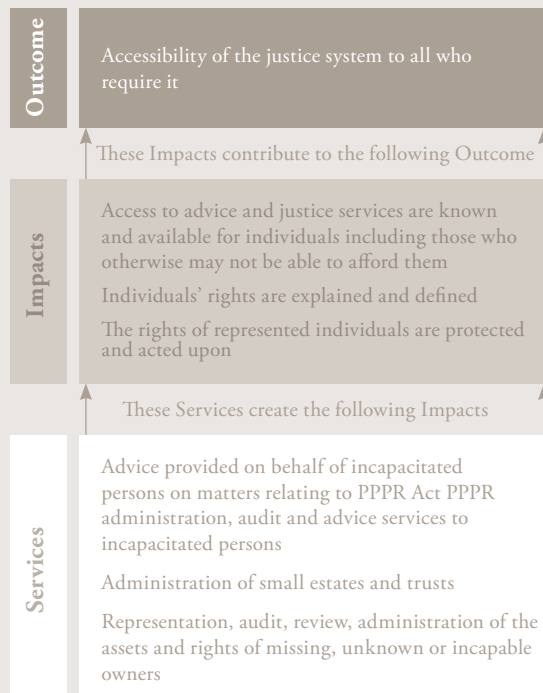 Outcome
Accessibility of the justice system to all who
require it
These Impacts contribute to the following Outcome
Impacts
Access to advice and justice services are known
and available for individuals including those who
otherwise may not be able to afford them
Individuals’ rights are explained and defined
The rights of represented individuals are protected
and acted upon
These Services create the following Impacts
Services
Advice provided on behalf of incapacitated
persons on matters relating to PPPR Act PPPR
administration, audit and advice services to
incapacitated persons
Administration of small estates and trusts
Representation, audit, review, administration of the
assets and rights of missing, unknown or incapable
owners